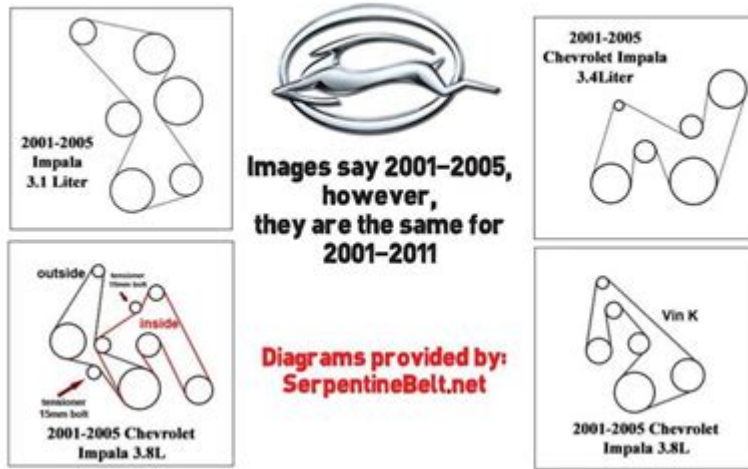 2001-2005
Impala
3.1 Liter
Images say 2001-2005,
however,
they are the same for
2001-2011
2001-2005
Chevrolet Impala
3.4Liter
outside
tensioner
15mm bolt
inside
tensioner
15mm bolt
2001-2005 Chevrolet
Impala 3.8L
Diagrams provided by:
SerpentineBelt.net
Vin K
2001-2005 Chevrolet
Impala 3.8L